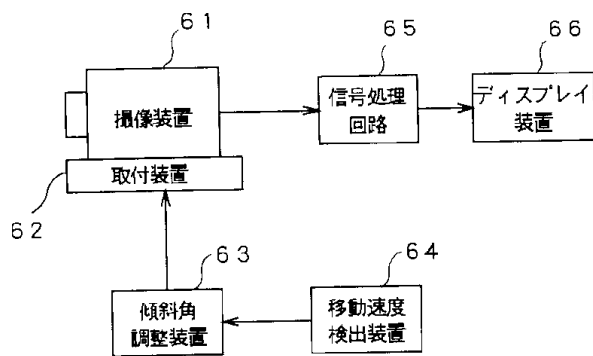 61
65
66
撮像装置
信号処理
回路
ディスプレイ
装置
取付装置
62
63
64
傾斜角
調整装置
移動速度
検出装置